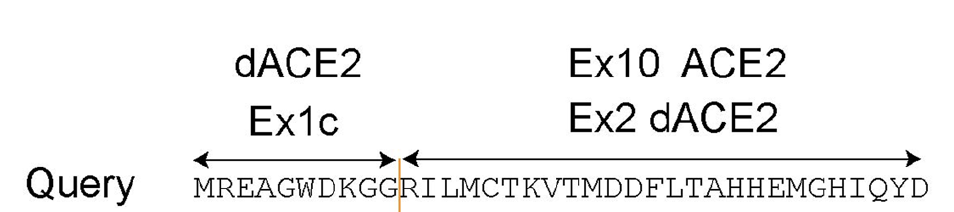 dACE2 Ex10 ACE2
Ex1c Ex2 dACE2
Query MREAGWDKGGRILMCTKVTMDDFLTAHHEMGHIQYD